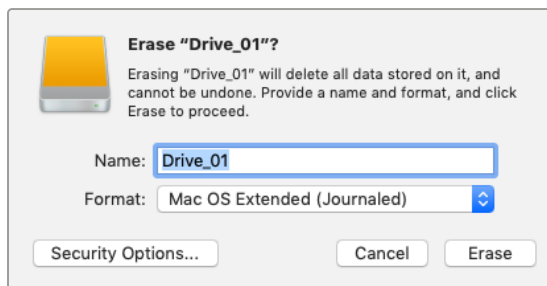 Erase “Drive_01”?
Erasing “Drive_01” will delete all data stored on it, and
cannot be undone. Provide a name and format, and click
Erase to proceed.
Name: Drive_01
Format: Mac OS Extended (Journaled)
Security Options... Cancel Erase